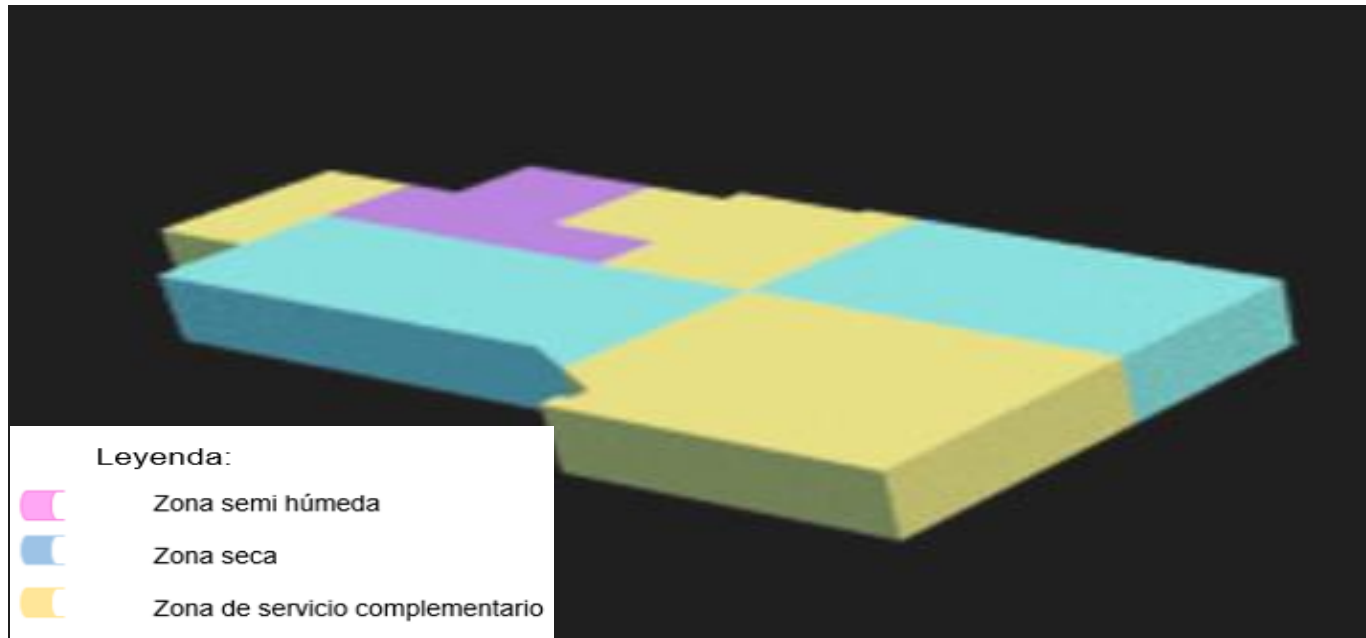 Leyenda:
Zona semi húmeda
Zona seca
Zona de servicio complementario